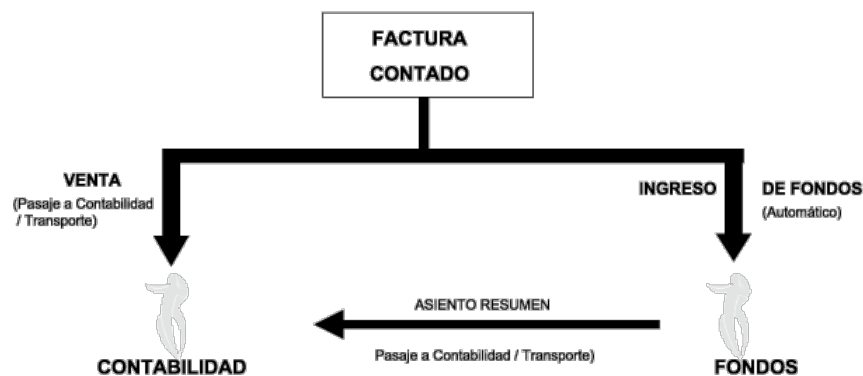 FACTURA
CONTADO
VENTA
(Pasaje a Contabilidad
/ Transporte)
INGRESO DE FONDOS
(Automático)
ASIENTO RESUMEN
Pasaje a Contabilidad / Transporte)
CONTABILIDAD
FONDOS